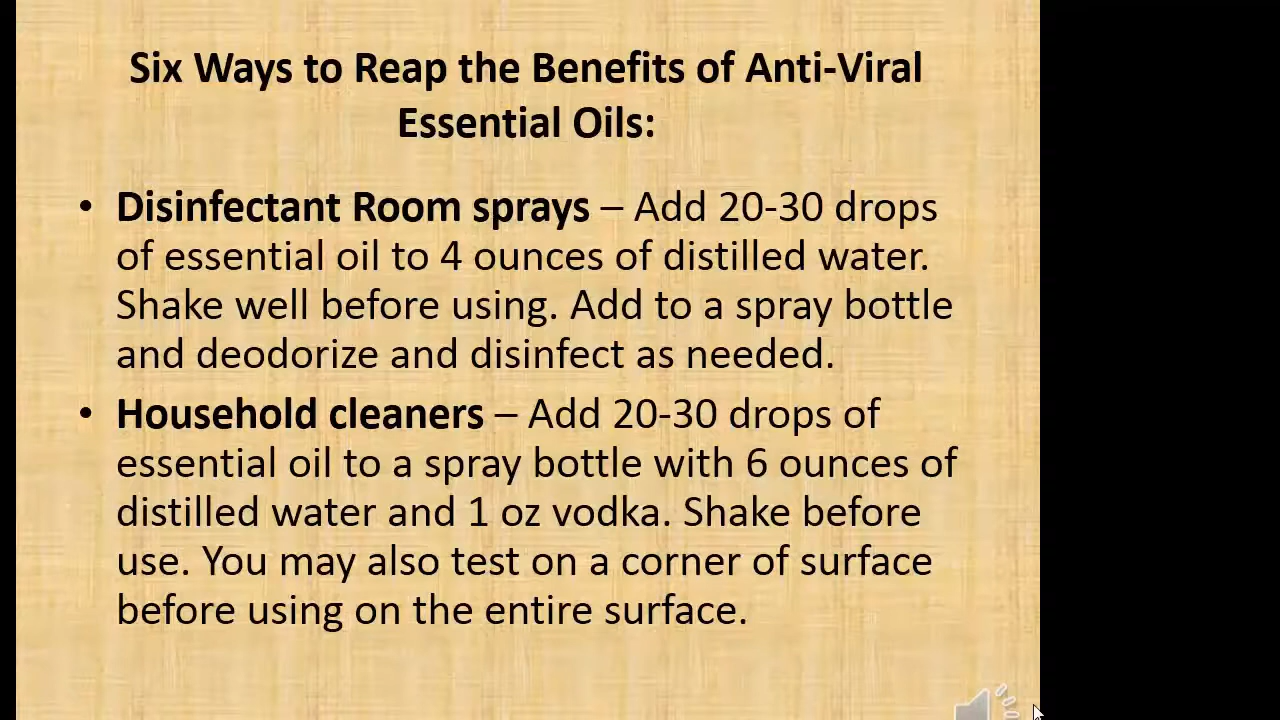 Six Ways to Reap the Benefits of Anti-Viral
Essential Oils:
• Disinfectant Room sprays – Add 20-30 drops
of essential oil to 4 ounces of distilled water.
Shake well before using. Add to a spray bottle
and deodorize and disinfect as needed.
• Household cleaners – Add 20-30 drops of
essential oil to a spray bottle with 6 ounces of
distilled water and 1 oz vodka. Shake before
use. You may also test on a corner of surface
before using on the entire surface.